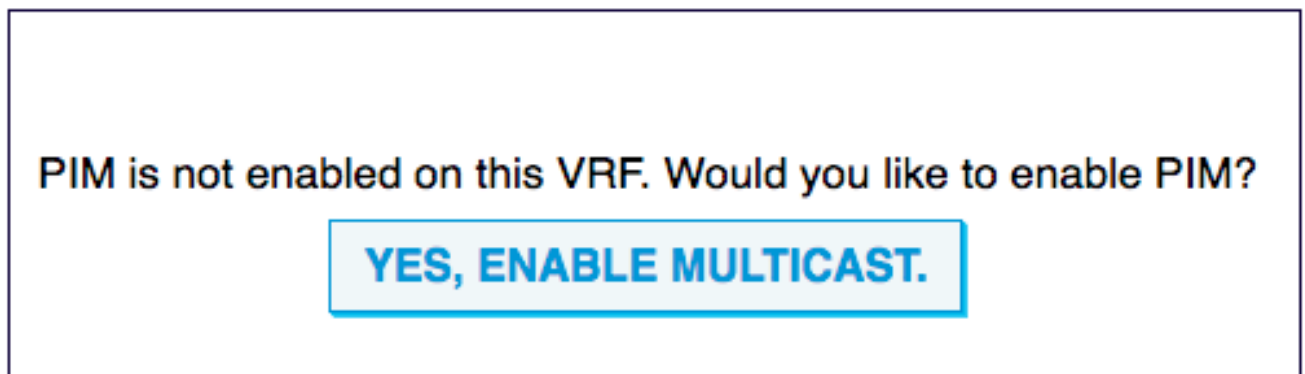 PIM is not enabled on this VRF. Would you like to enable PIM?
YES, ENABLE MULTICAST.